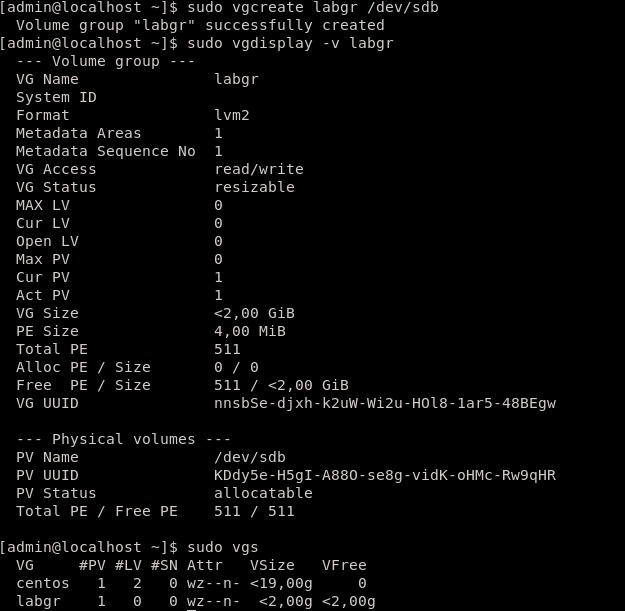 [admin@localhost ~]$ sudo vgcreate labgr /dev/sdb
  Volume group "labgr" successfully created
[admin@localhost ~]$ sudo vgdisplay -v labgr
  --- Volume group ---
  VG Name               labgr
  System ID
  Format                lvm2
  Metadata Areas        1
  Metadata Sequence No  1
  VG Access             read/write
  VG Status             resizable
  MAX LV                0
  Cur LV                0
  Open LV               0
  Max PV                0
  Cur PV                1
  Act PV                1
  VG Size               <2,00 GiB
  PE Size               4,00 MiB
  Total PE              511
  Alloc PE / Size       0 / 0
  Free  PE / Size       511 / <2,00 GiB
  VG UUID               nnsbSe-djxh-k2uW-Wi2u-HOl8-1ar5-48BEgw

  --- Physical volumes ---
  PV Name               /dev/sdb
  PV UUID               KDdy5e-H5gI-A88O-se8g-vidK-oHMc-Rw9qHR
  PV Status             allocatable
  Total PE / Free PE    511 / 511

[admin@localhost ~]$ sudo vgs
  VG     #PV #LV #SN Attr   VSize   VFree
  centos   1   2   0 wz--n- <19,00g     0
  labgr    1   0   0 wz--n-  <2,00g <2,00g